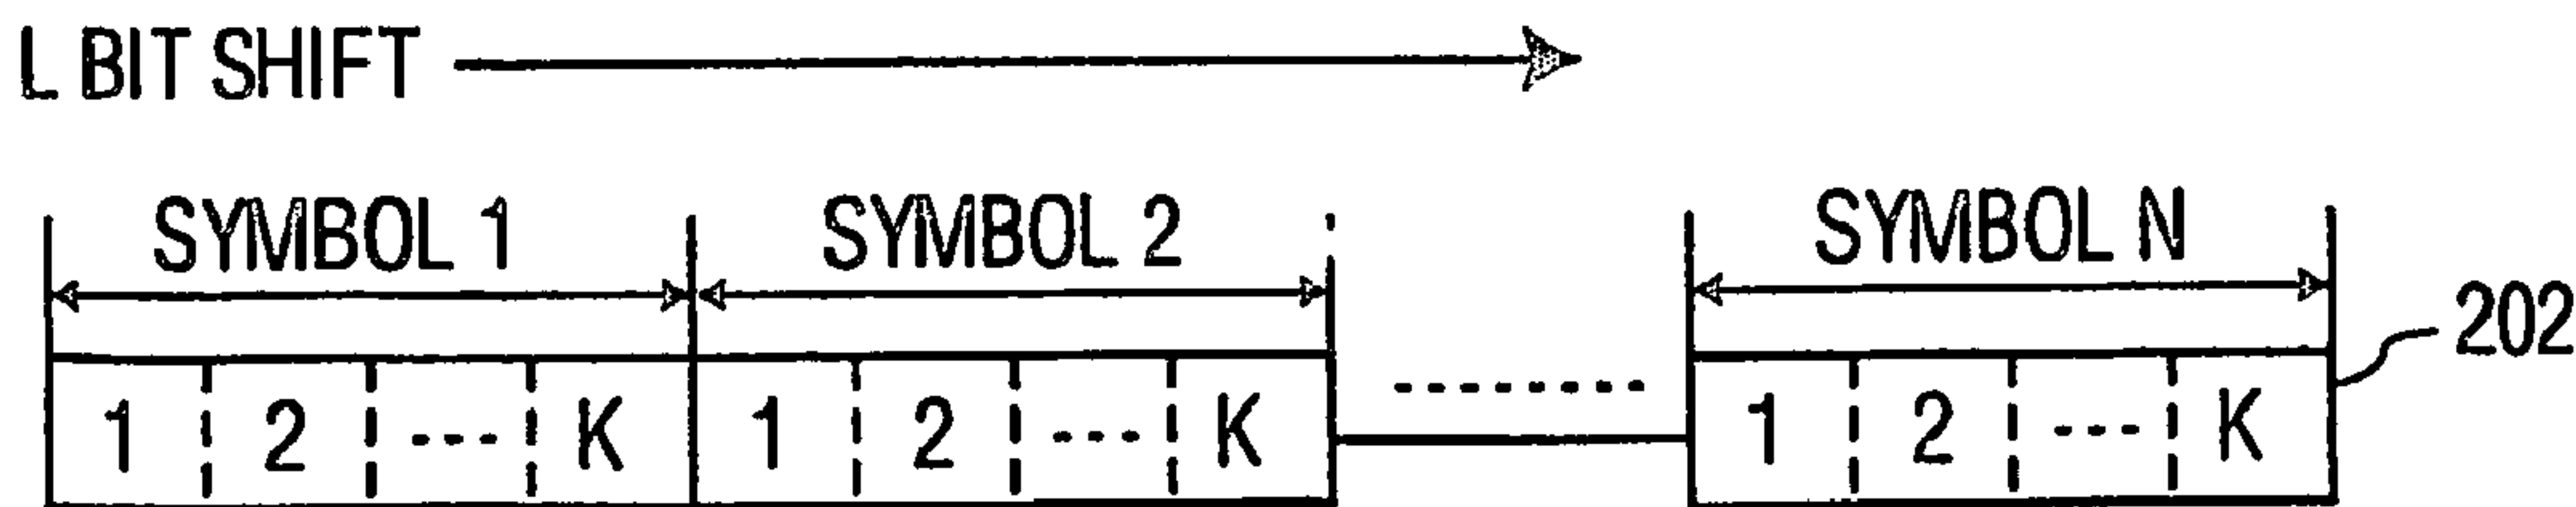 L BIT SHIFT
SYMBOL 1 SYMBOL 2 SYMBOL N
202
1 2 --- K 1 2 --- K -------- 1 2 --- K